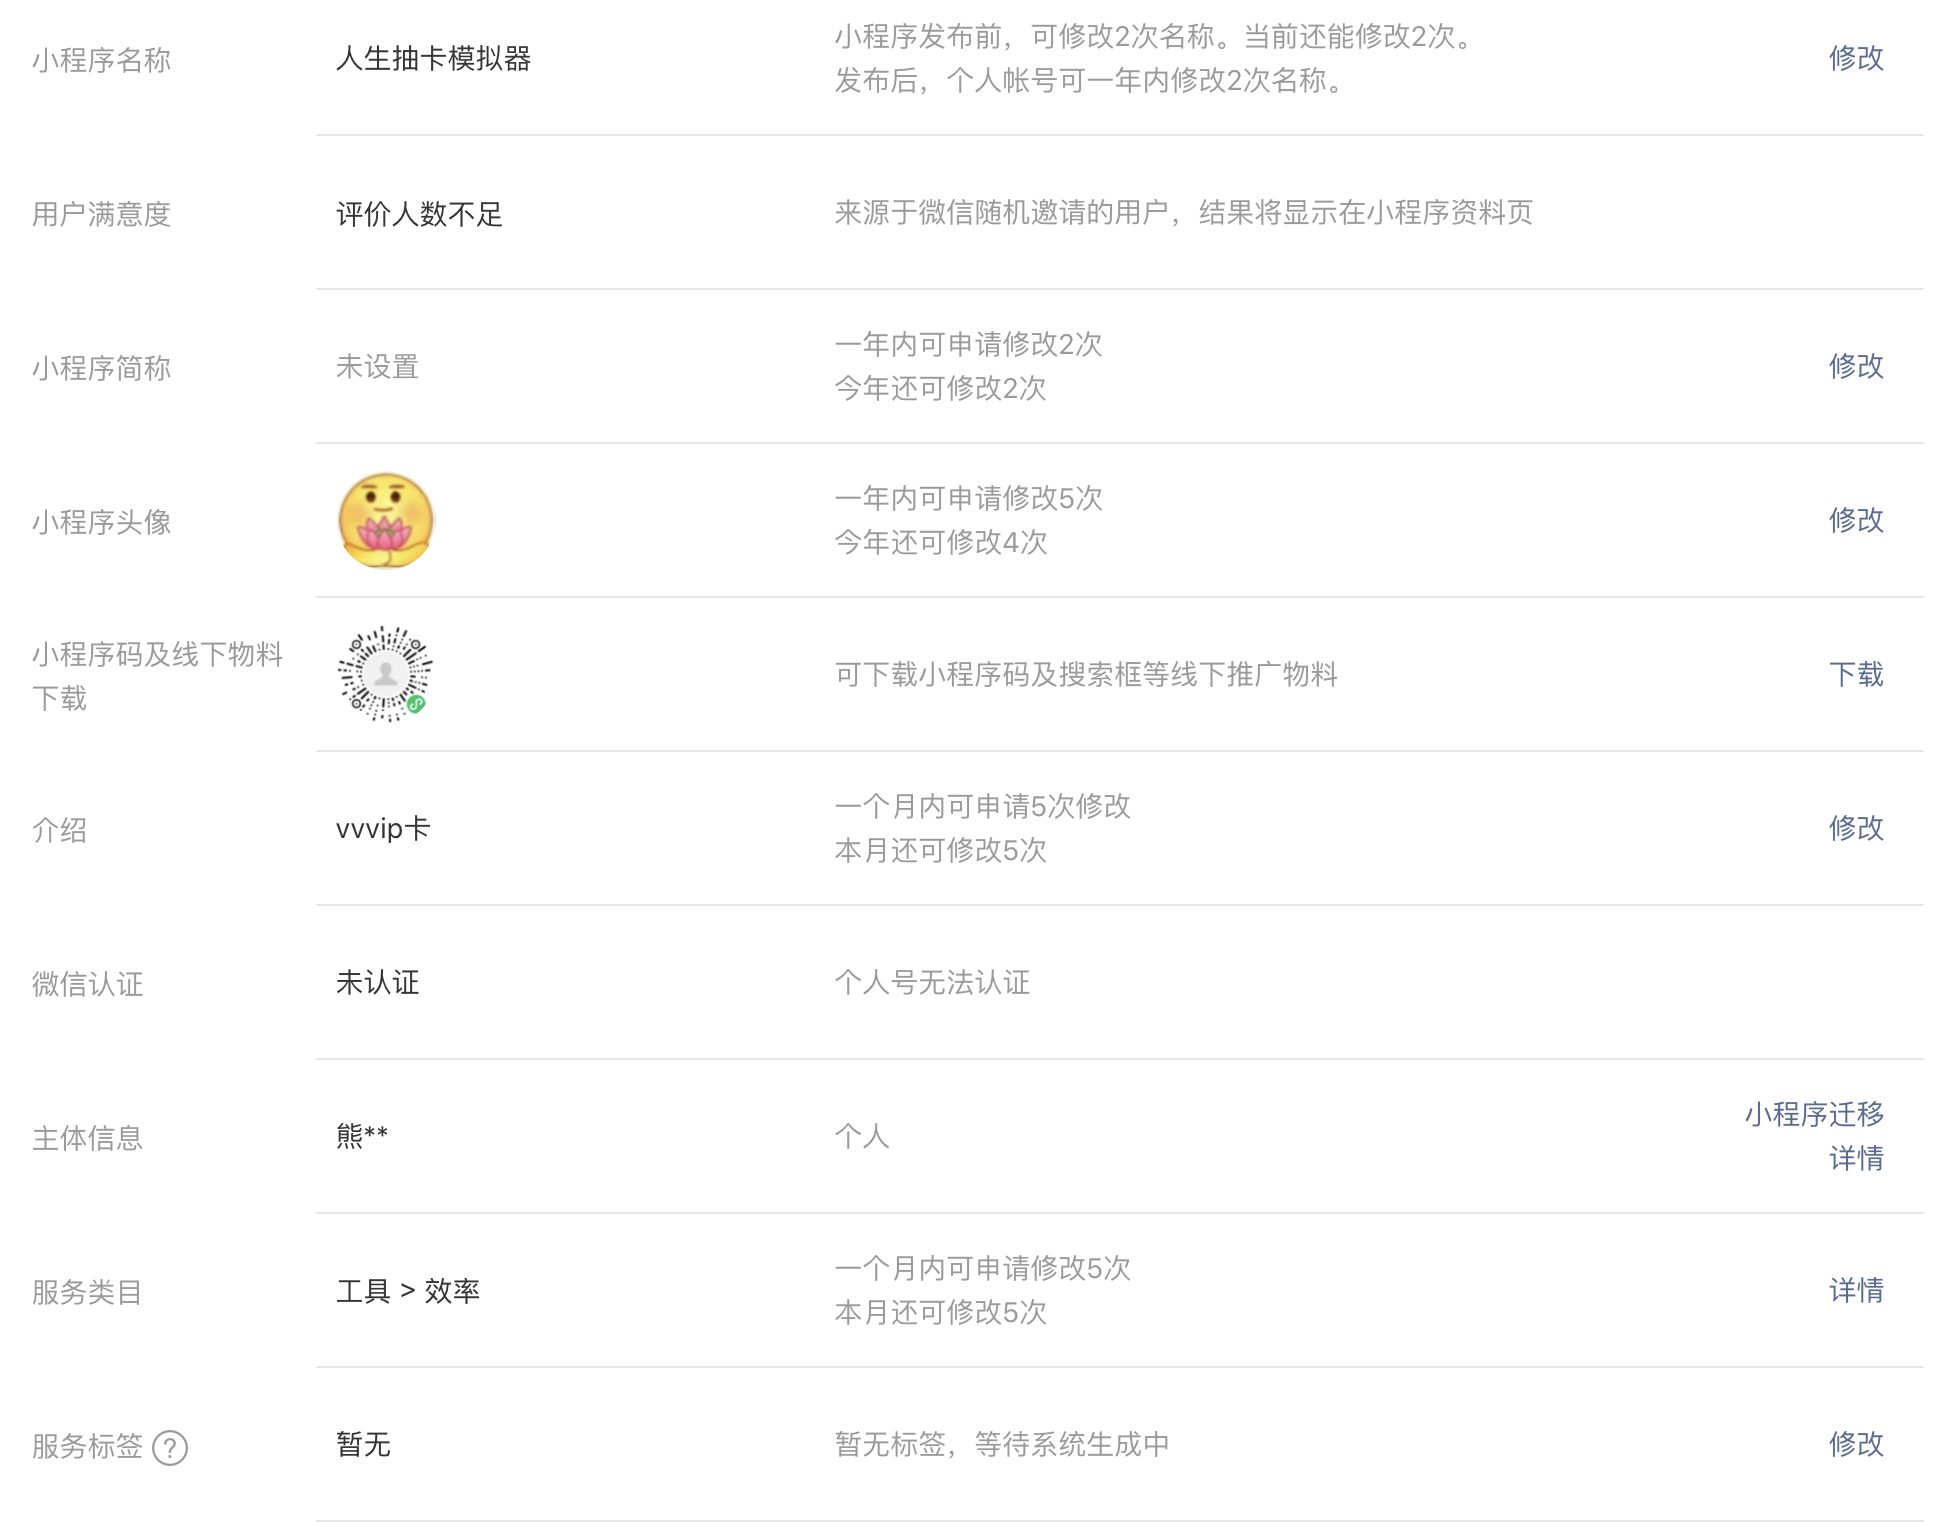 小程序名称
人生抽卡模拟器
小程序发布前，可修改2次名称。当前还能修改2次。
发布后，个人帐号可一年内修改2次名称。
修改
用户满意度
评价人数不足
来源于微信随机邀请的用户，结果将显示在小程序资料页
小程序简称
未设置
一年内可申请修改2次
今年还可修改2次
修改
小程序头像
一年内可申请修改5次
今年还可修改4次
修改
小程序码及线下物料
下载
可下载小程序码及搜索框等线下推广物料
下载
介绍
vvvip卡
一个月内可申请5次修改
本月还可修改5次
修改
微信认证
未认证
个人号无法认证
主体信息
熊**
个人
小程序迁移
详情
服务类目
工具 > 效率
一个月内可申请修改5次
本月还可修改5次
详情
服务标签 ?
暂无
暂无标签，等待系统生成中
修改